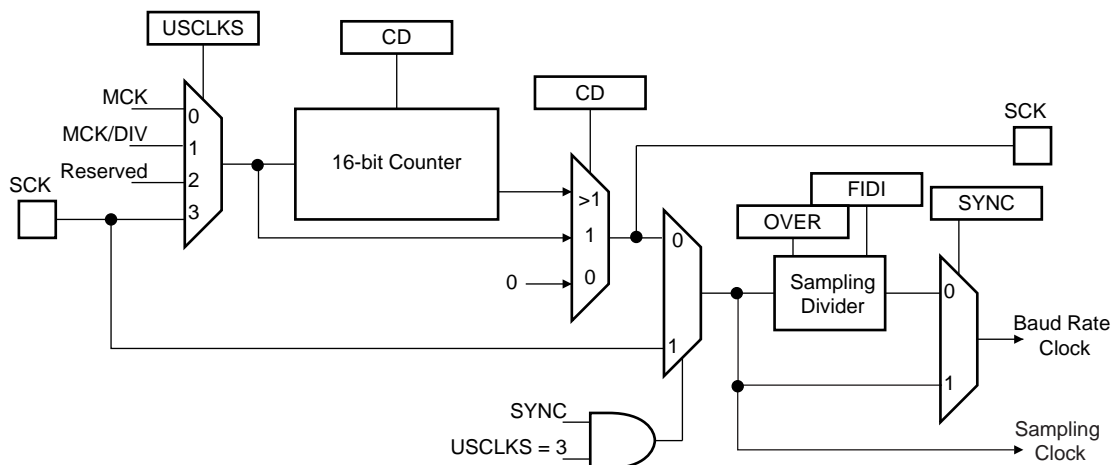 USCLKS
CD
MCK
0
MCK/DIV
1
Reserved
2
SCK
3
16-bit Counter
CD
>1
1
0
0
SCK
FIDI
OVER
SYNC
0
1
Sampling
Divider
0
1
Baud Rate
Clock
SYNC
USCLKS = 3
Sampling
Clock